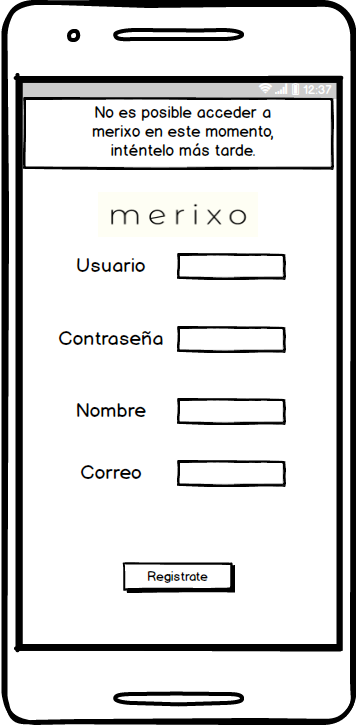 12:37
No es posible acceder a
merixo en este momento,
inténtelo más tarde.
merixo
Usuario
Contraseña
Nombre
Correo
Registrate